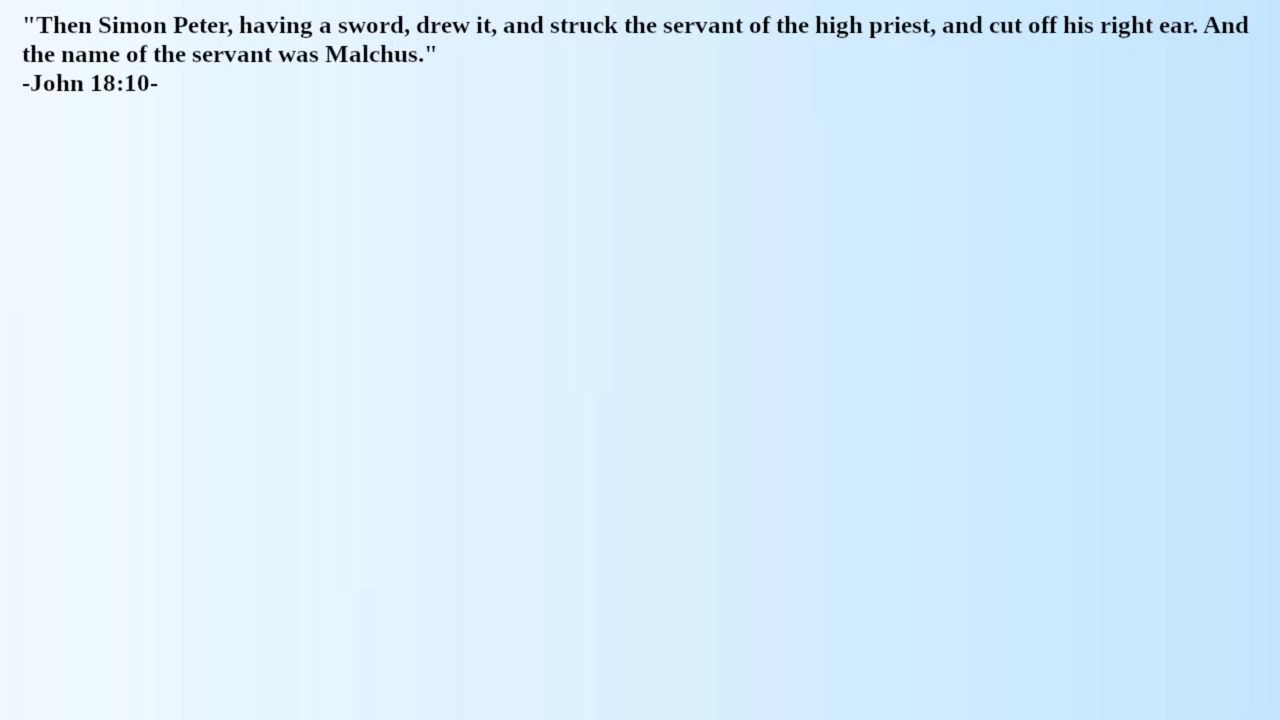 "Then Simon Peter, having a sword, drew it, and struck the servant of the high priest, and cut off his right ear. And
the name of the servant was Malchus."
-John 18:10-